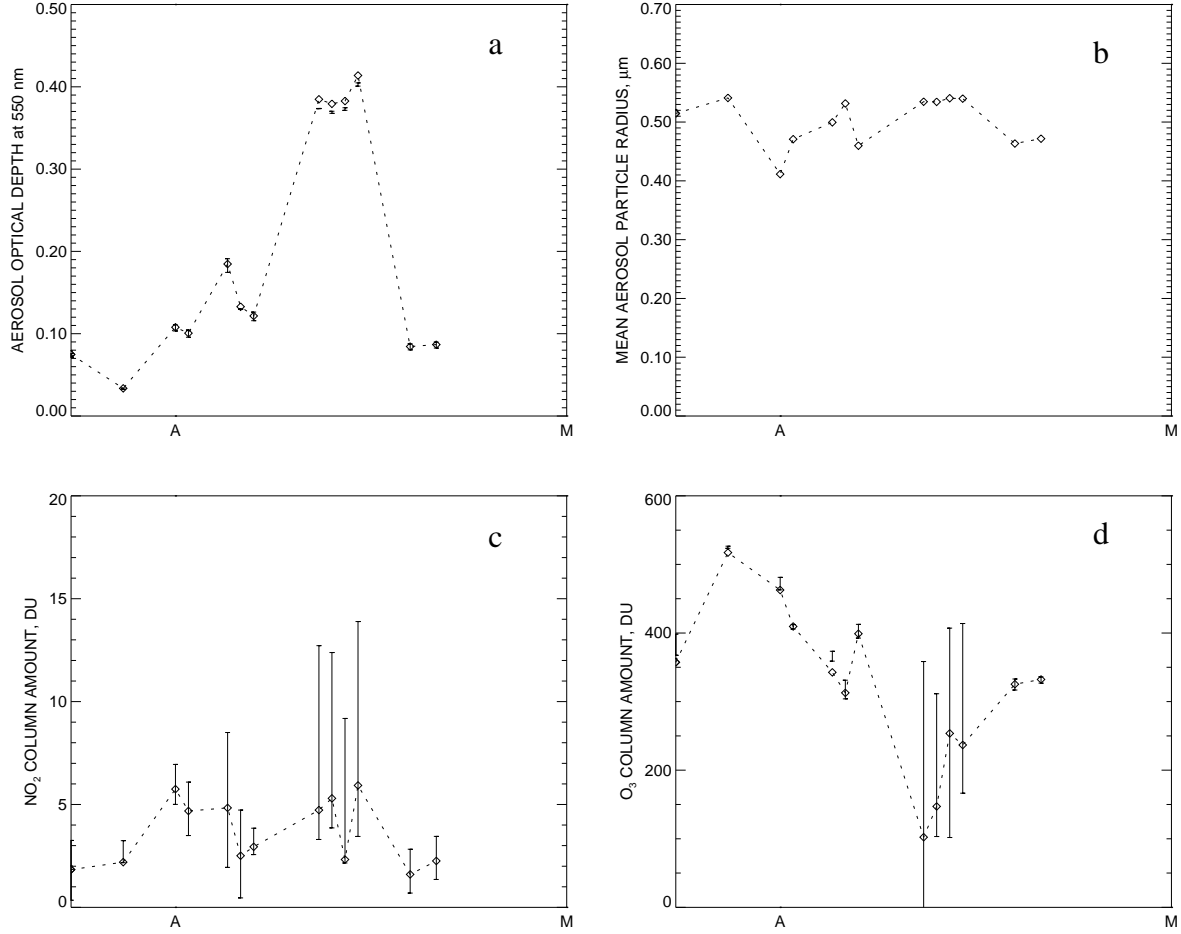 0.50
0.40
0.30
0.20
0.10
0.00
AEROSOL OPTICAL DEPTH at 550 nm
a
A
M
0.70
0.60
0.50
0.40
0.30
0.20
0.10
0.00
MEAN AEROSOL PARTICLE RADIUS, μm
b
A
M
20
15
10
5
0
NO₂ COLUMN AMOUNT, DU
c
A
M
600
400
200
0
O₃ COLUMN AMOUNT, DU
d
A
M